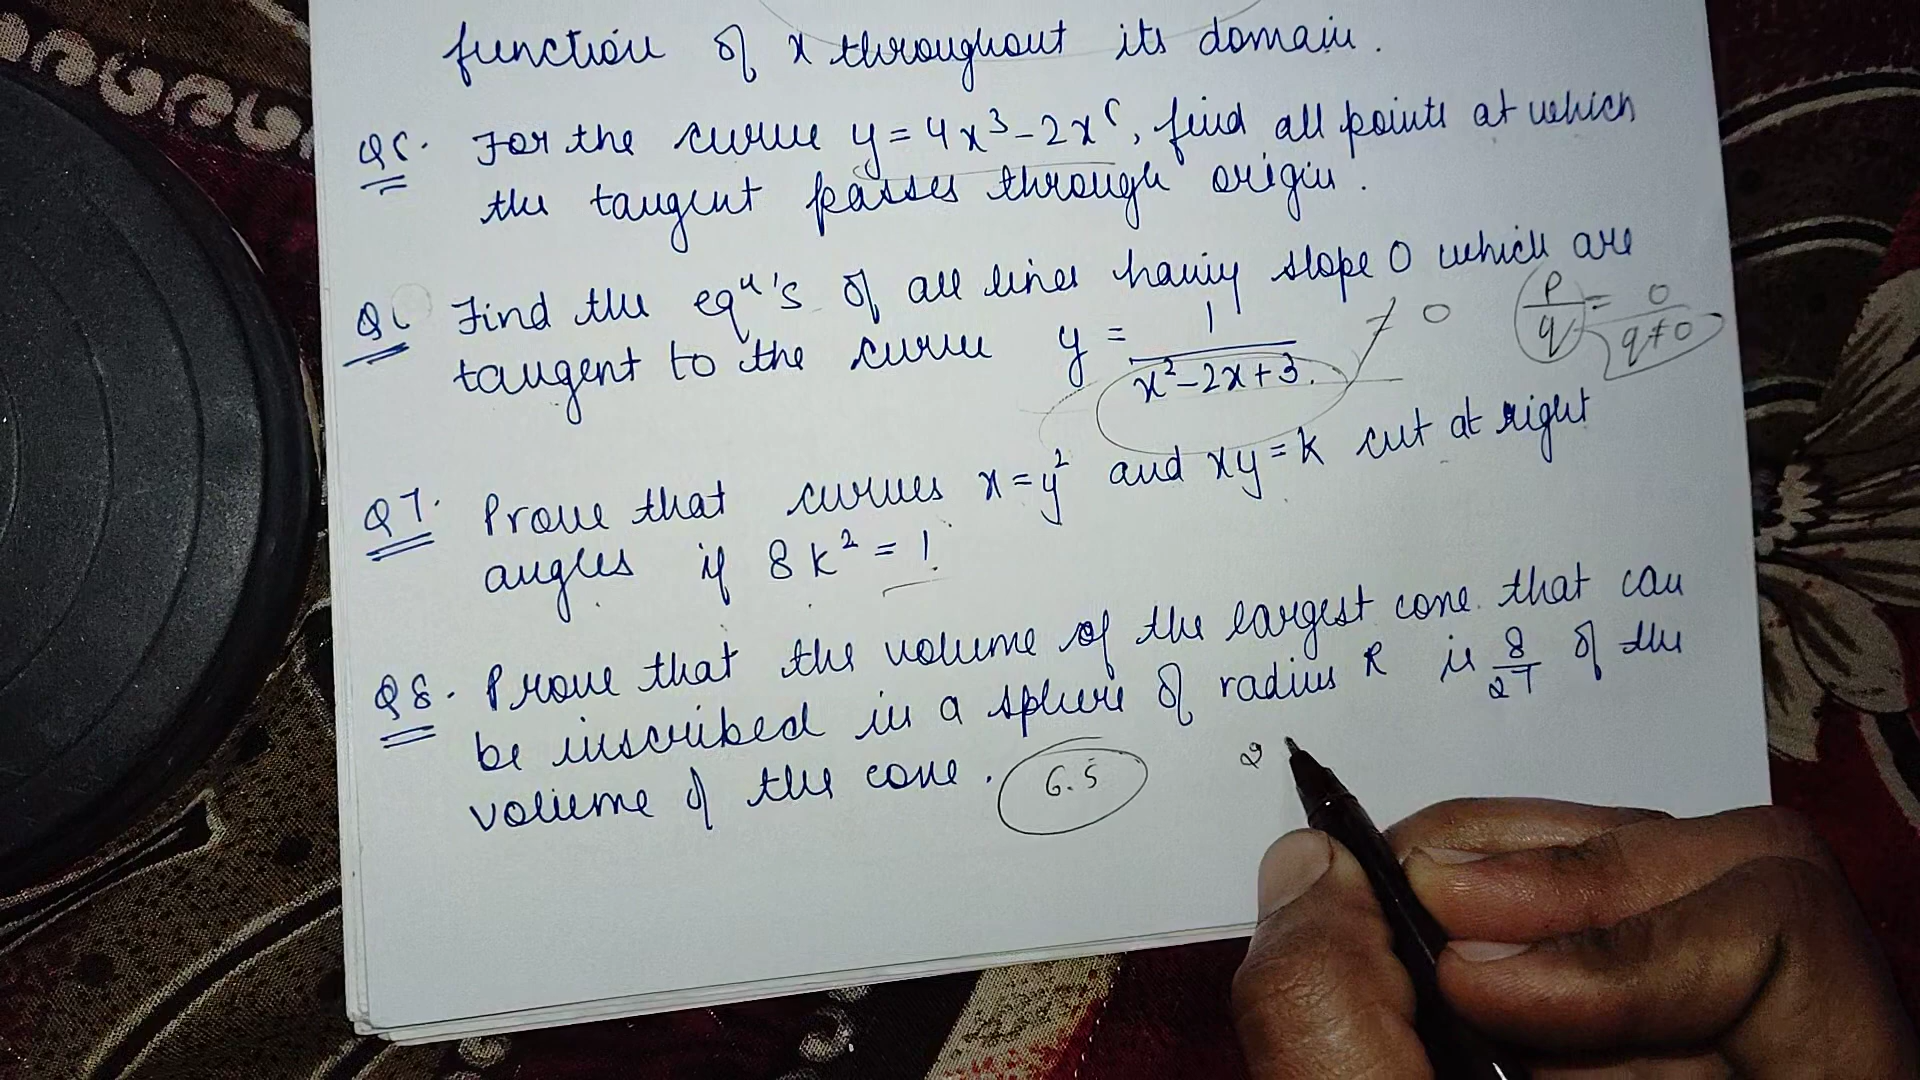 function of x throughout its domain.
Q5. For the curve y = 4x³ - 2x⁵, find all points at which
the tangent passes through origin.
Q6 Find the eqⁿ's of all lines having slope 0 which are
tangent to the curve y = 1/(x² - 2x + 3). ≠ 0 p/q = 0/q≠0
Q7. Prove that curves x = y² and xy = k cut at right
angles if 8k² = 1.
Q8. Prove that the volume of the largest cone that can
be inscribed in a sphere of radius R is 8/27 of the
volume of the cone. 6.5 2